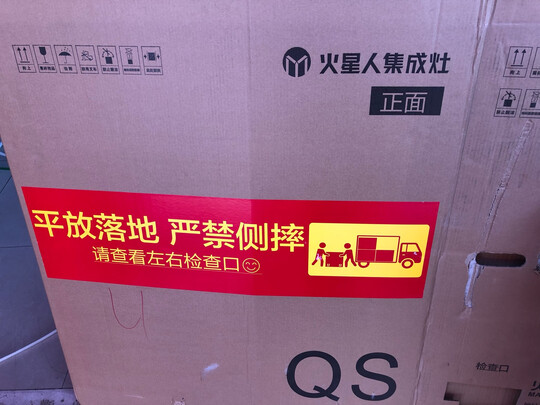 火星人集成灶
正面
平放落地 严禁侧摔
请查看左右检查口
QS
检查口